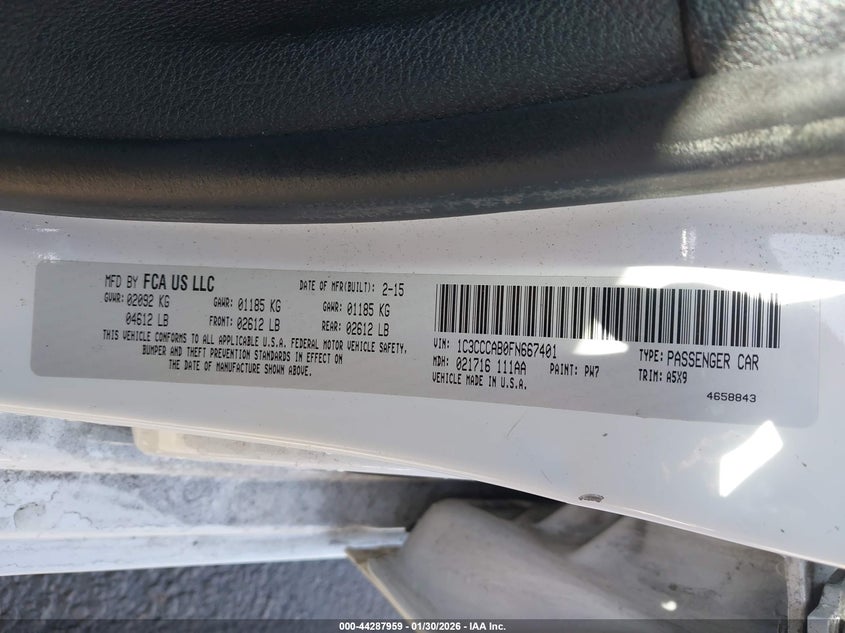 MFD BY FCA US LLC
DATE OF MFR(BUILT): 2-15
GVWR: 02092 KG GAWR: 01185 KG GAWR: 01185 KG
04612 LB FRONT: 02612 LB REAR: 02612 LB
THIS VEHICLE CONFORMS TO ALL APPLICABLE U.S.A. FEDERAL MOTOR VEHICLE SAFETY,
BUMPER AND THEFT PREVENTION STANDARDS IN EFFECT ON
THE DATE OF MANUFACTURE SHOWN ABOVE.
VIN: 1C3CCCAB0FN667401 TYPE: PASSENGER CAR
MDH: 021716 111AA PAINT: PW7 TRIM: A5X9
VEHICLE MADE IN U.S.A.
4658843
000-44287959 — 01/30/2026 — IAA Inc.